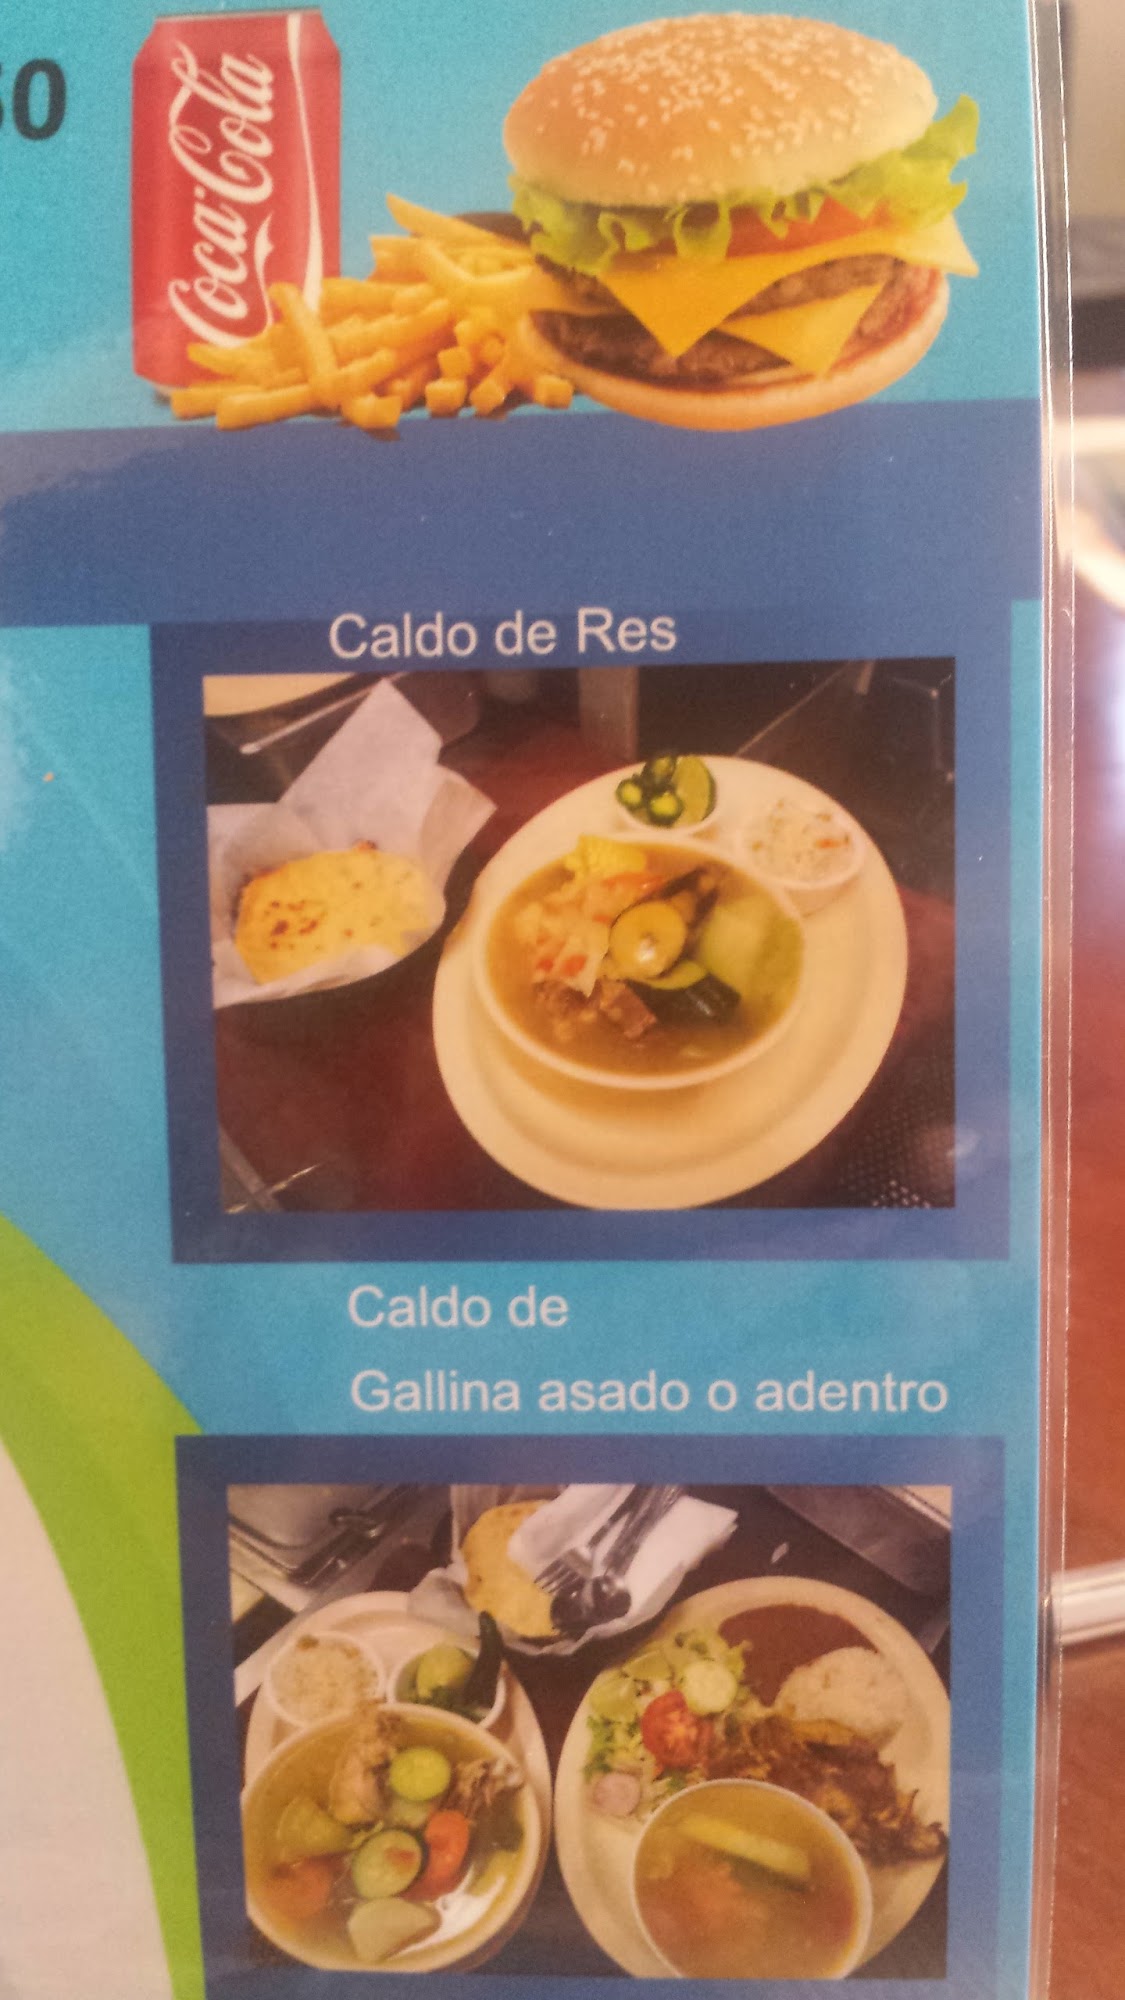 50
Coca-Cola
Caldo de Res
Caldo de
Gallina asado o adentro